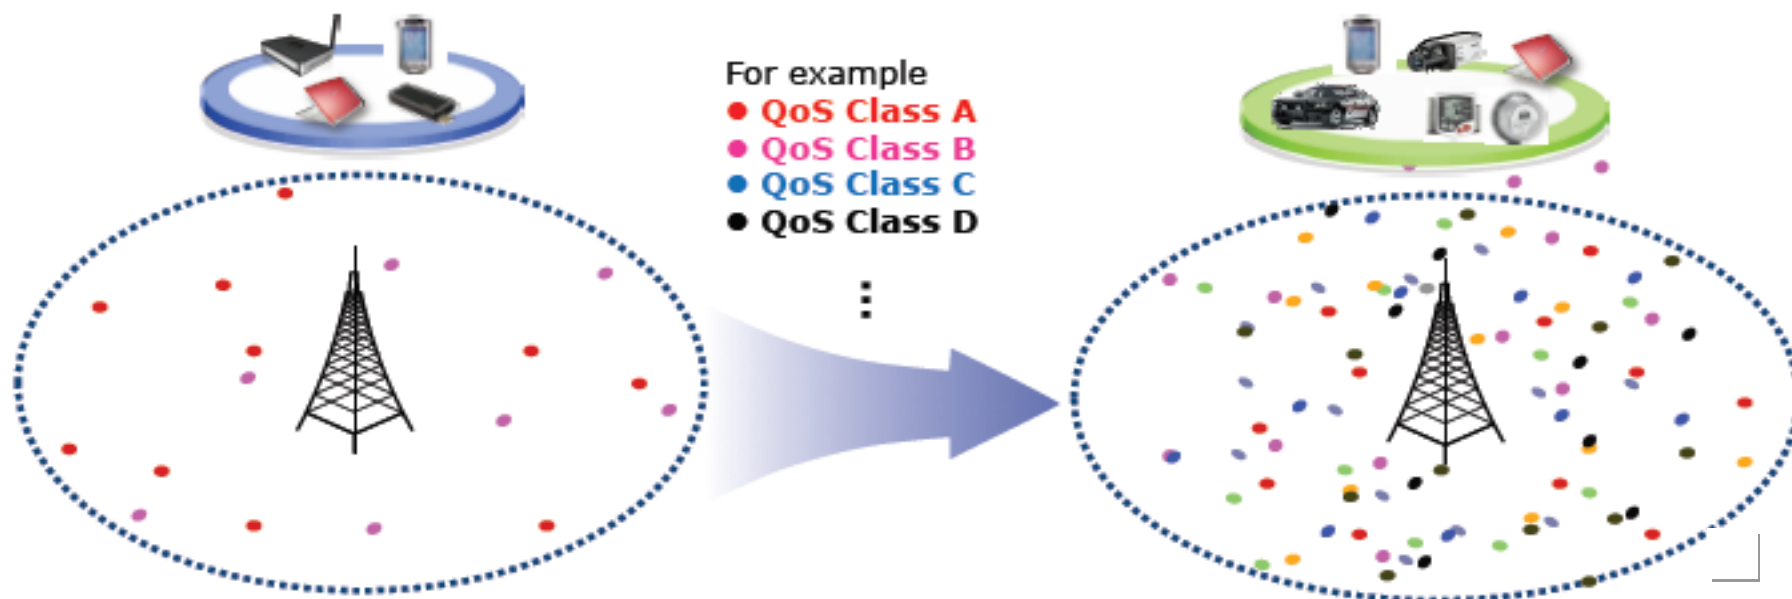 For example
● QoS Class A
● QoS Class B
● QoS Class C
● QoS Class D
⋮